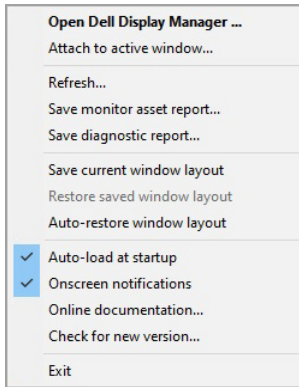 Open Dell Display Manager ...
Attach to active window...
Refresh...
Save monitor asset report...
Save diagnostic report...
Save current window layout
Restore saved window layout
Auto-restore window layout
Auto-load at startup
Onscreen notifications
Online documentation...
Check for new version...
Exit